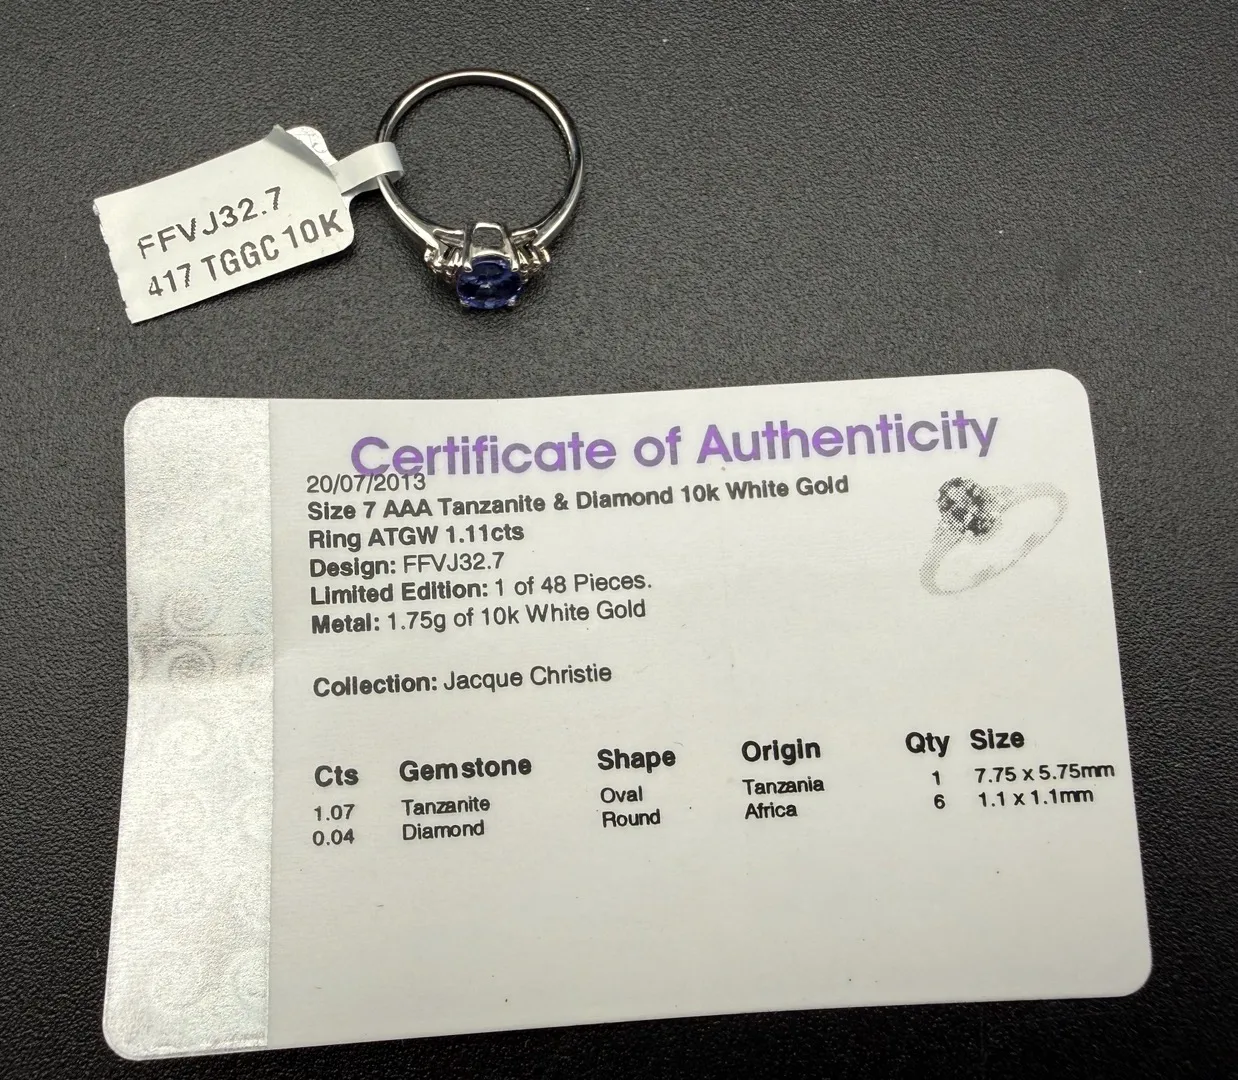 FFVJ32.7
417 TGGC 10K
Certificate of Authenticity
20/07/2013
Size 7 AAA Tanzanite & Diamond 10k White Gold
Ring ATGW 1.11cts
Design: FFVJ32.7
Limited Edition: 1 of 48 Pieces.
Metal: 1.75g of 10k White Gold
Collection: Jacque Christie
Cts Gemstone Shape Origin Qty Size
1.07 Tanzanite Oval Tanzania 1 7.75 x 5.75mm
0.04 Diamond Round Africa 6 1.1 x 1.1mm